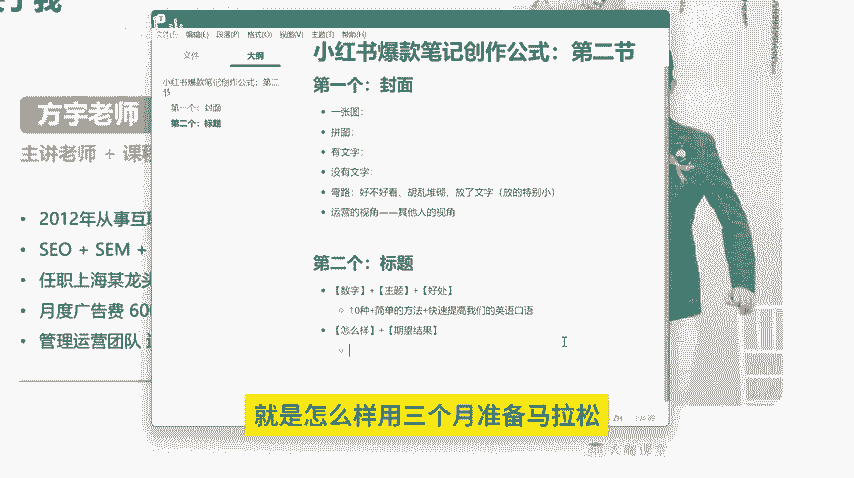 文件(F) 编辑(E) 段落(P) 格式(O) 视图(V) 主题(T) 帮助(H)
文件 大纲
小红书爆款笔记创作公式：第二节
第一个：封面
第二个：标题
小红书爆款笔记创作公式：第二节
第一个：封面
一张图：
拼图：
有文字：
没有文字：
弯路：好不好看、胡乱堆砌、放了文字（放的特别小）
运营的视角——其他人的视角
第二个：标题
【数字】+【主题】+【好处】
10种+简单的方法+快速提高我们的英语口语
【怎么样】+【期望结果】
方宇老师
主讲老师 + 课程
2012年从事互联
SEO + SEM +
任职上海某龙头
月度广告费 600
管理运营团队
就是怎么样用三个月准备马拉松